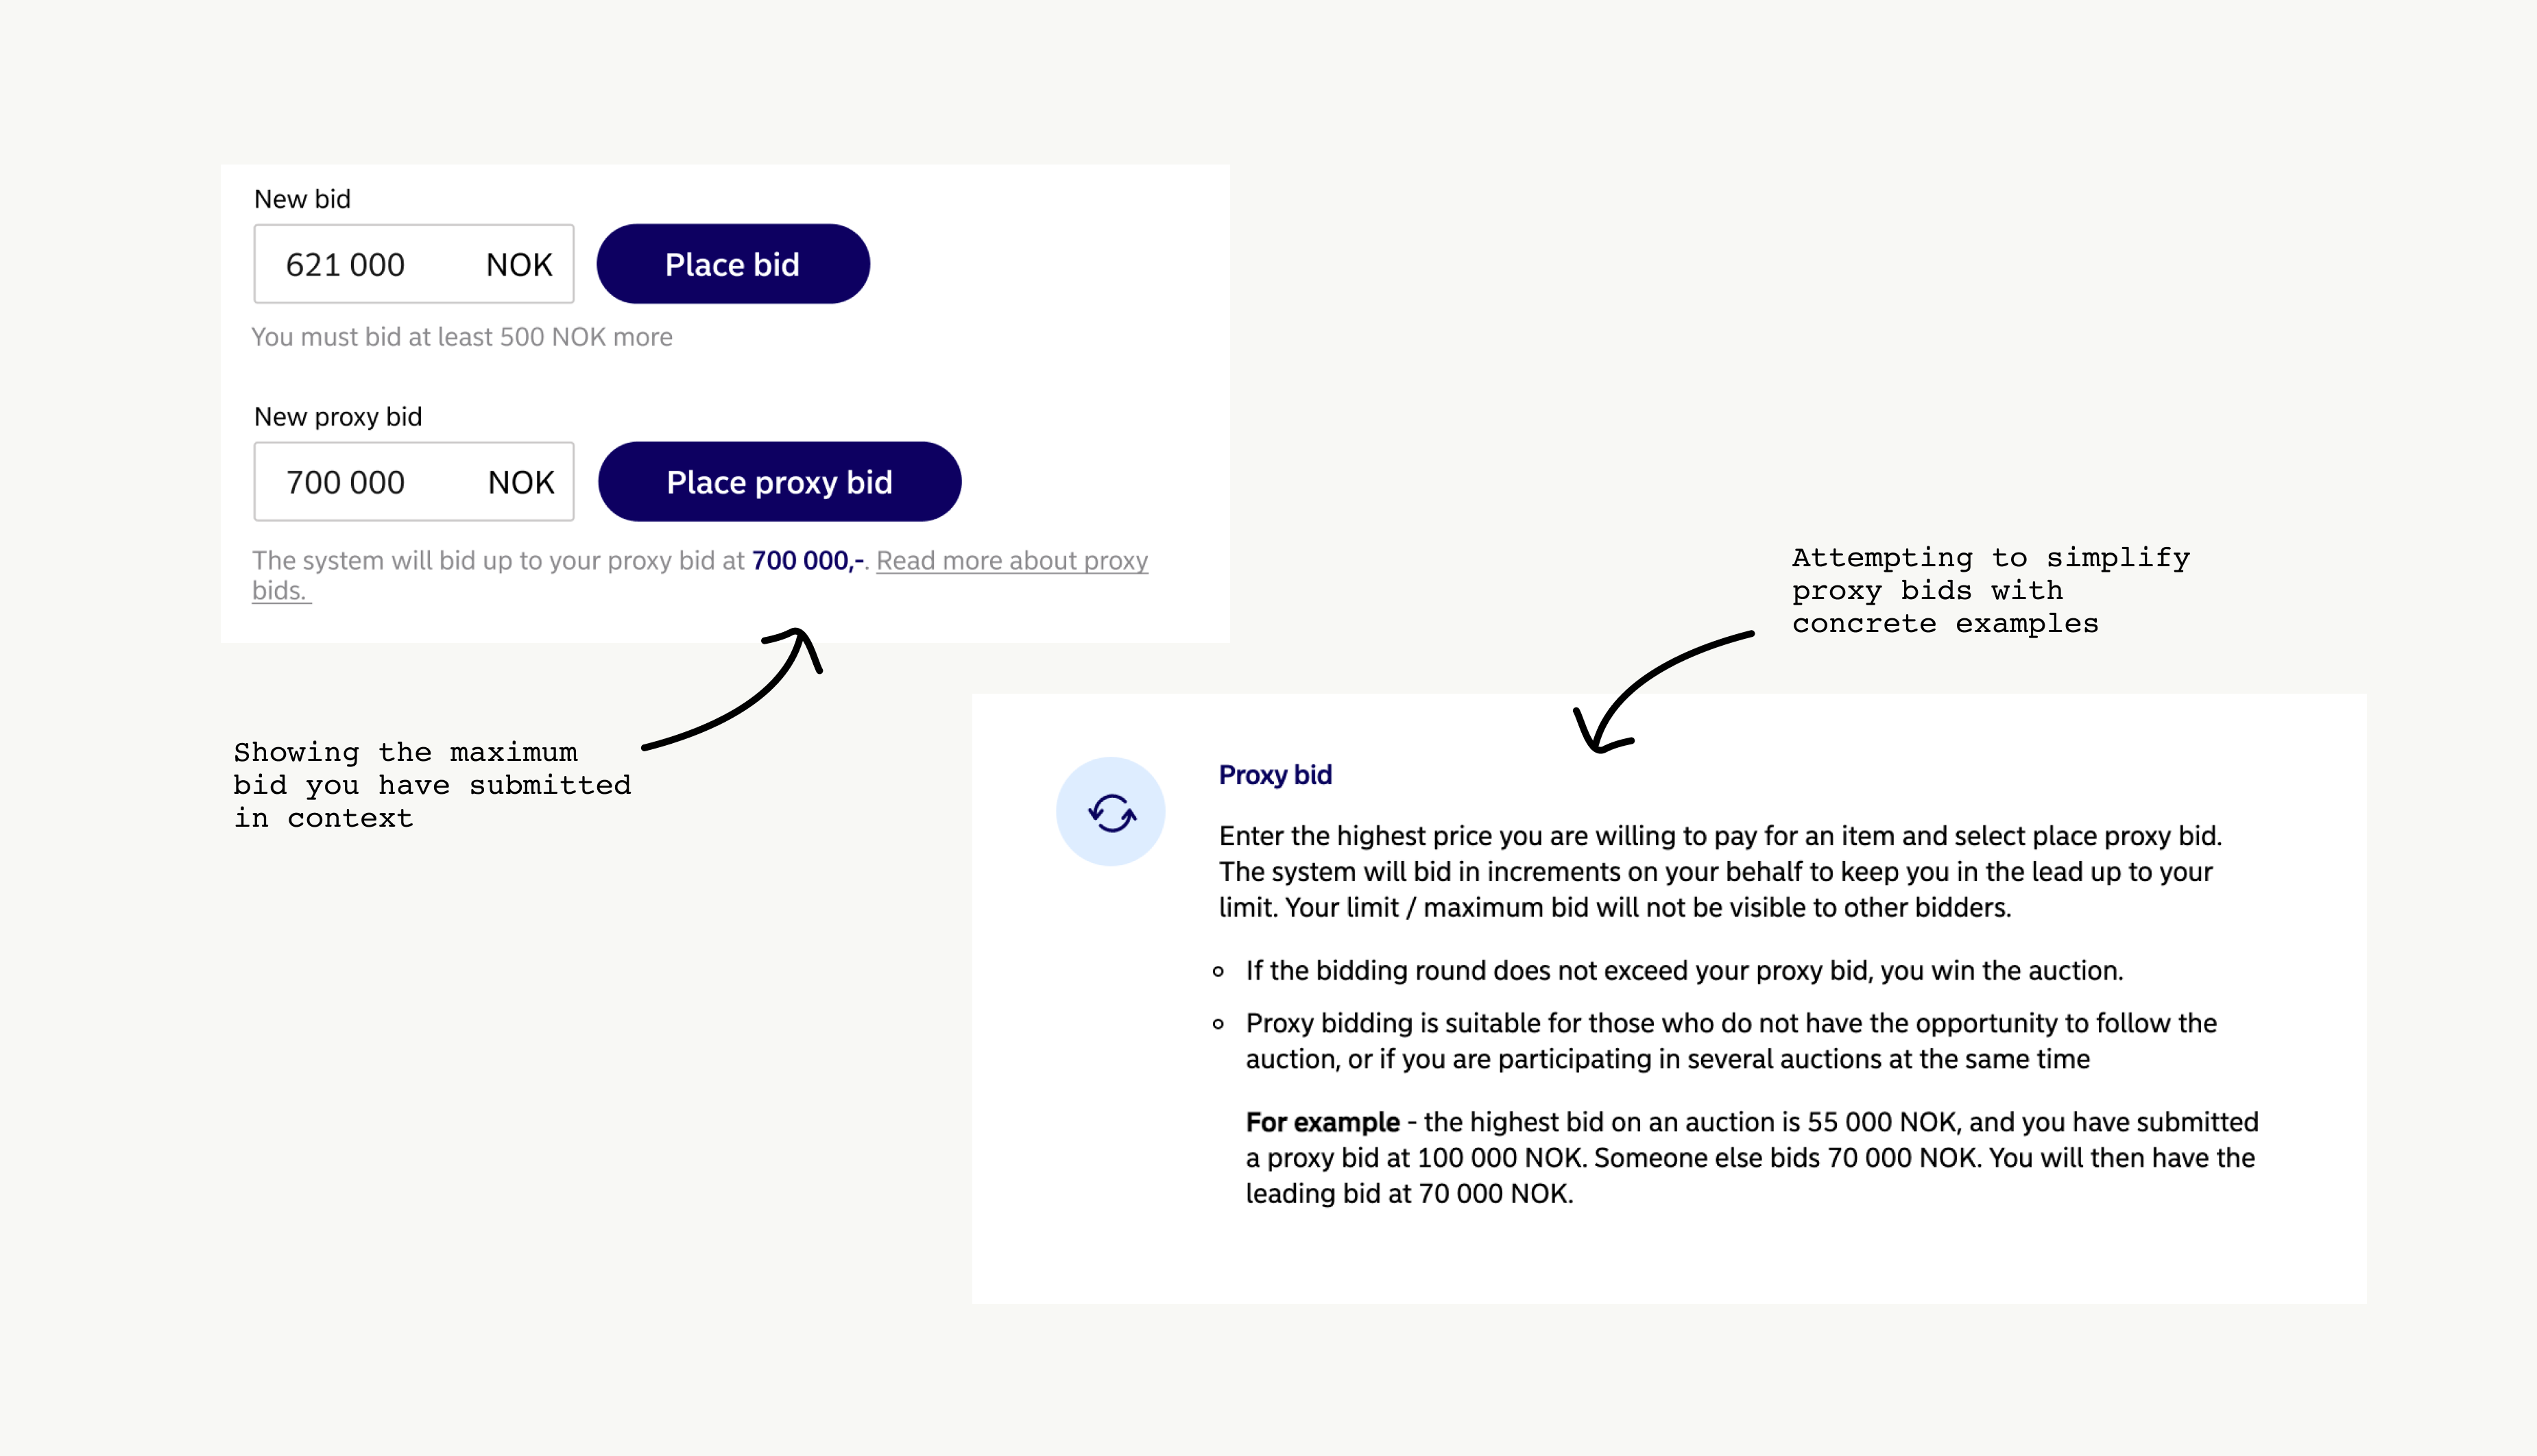 New bid
621 000 NOK
Place bid
You must bid at least 500 NOK more
New proxy bid
700 000 NOK
Place proxy bid
The system will bid up to your proxy bid at 700 000,-. Read more about proxy
bids.
Showing the maximum
bid you have submitted
in context
Attempting to simplify
proxy bids with
concrete examples
Proxy bid
Enter the highest price you are willing to pay for an item and select place proxy bid.
The system will bid in increments on your behalf to keep you in the lead up to your
limit. Your limit / maximum bid will not be visible to other bidders.
If the bidding round does not exceed your proxy bid, you win the auction.
Proxy bidding is suitable for those who do not have the opportunity to follow the
auction, or if you are participating in several auctions at the same time
For example - the highest bid on an auction is 55 000 NOK, and you have submitted
a proxy bid at 100 000 NOK. Someone else bids 70 000 NOK. You will then have the
leading bid at 70 000 NOK.